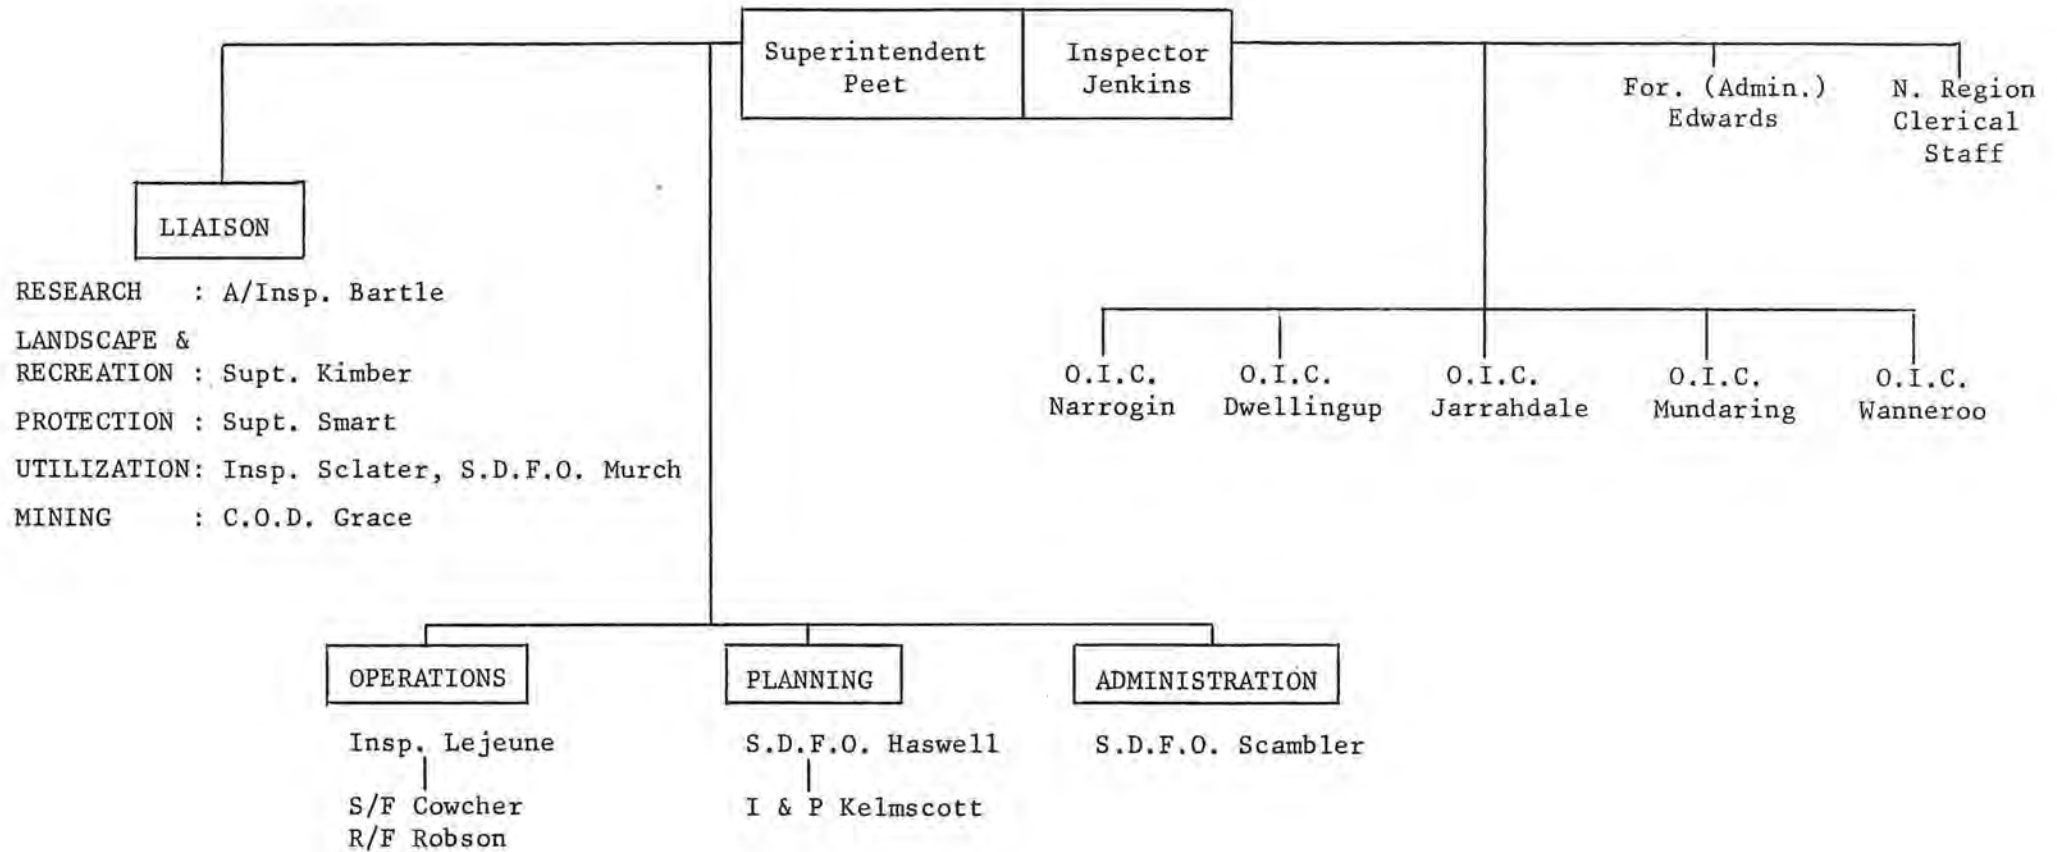 Superintendent Peet
Inspector Jenkins
For. (Admin.)
Edwards
N. Region
Clerical
Staff
LIAISON
RESEARCH : A/Insp. Bartle
LANDSCAPE &
RECREATION : Supt. Kimber
PROTECTION : Supt. Smart
UTILIZATION: Insp. Sclater, S.D.F.O. Murch
MINING : C.O.D. Grace
O.I.C.
Narrogin
O.I.C.
Dwellingup
O.I.C.
Jarrahdale
O.I.C.
Mundaring
O.I.C.
Wanneroo
OPERATIONS
Insp. Lejeune
S/F Cowcher
R/F Robson
PLANNING
S.D.F.O. Haswell
I & P Kelmscott
ADMINISTRATION
S.D.F.O. Scambler